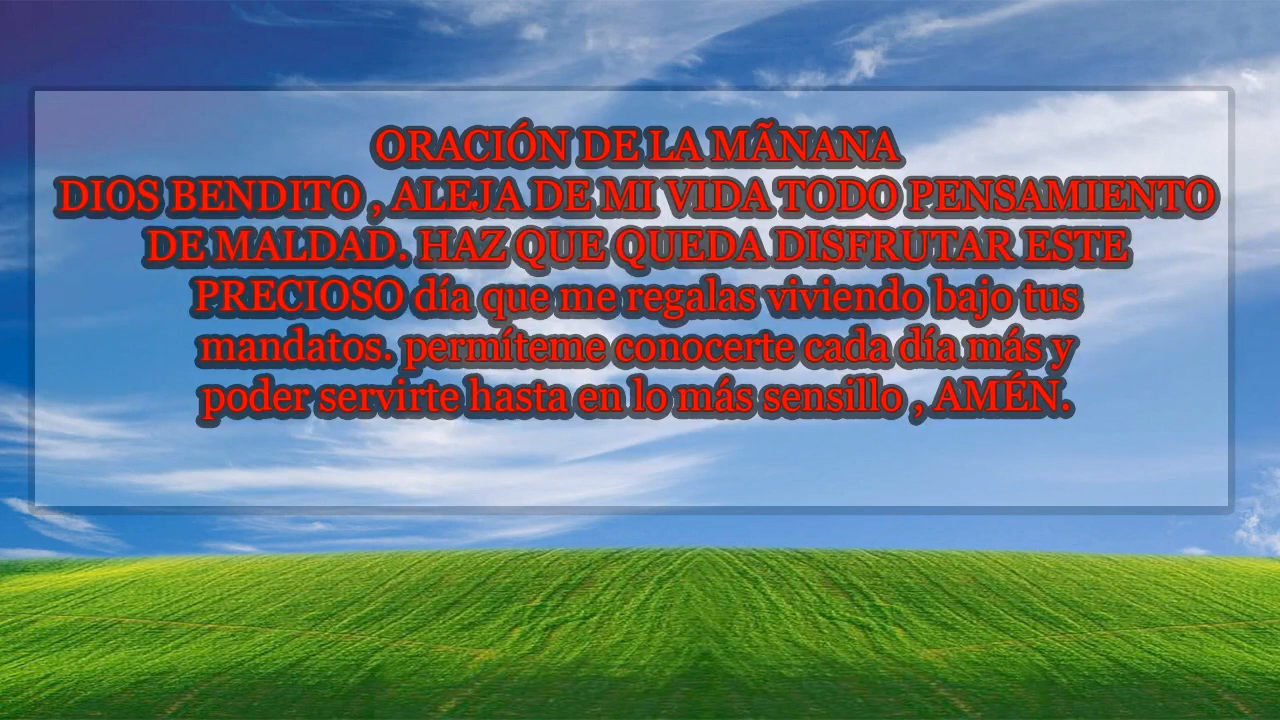 ORACIÓN DE LA MÃNANA
DIOS BENDITO , ALEJA DE MI VIDA TODO PENSAMIENTO
DE MALDAD. HAZ QUE QUEDA DISFRUTAR ESTE
PRECIOSO día que me regalas viviendo bajo tus
mandatos. permíteme conocerte cada día más y
poder servirte hasta en lo más sensillo , AMÉN.